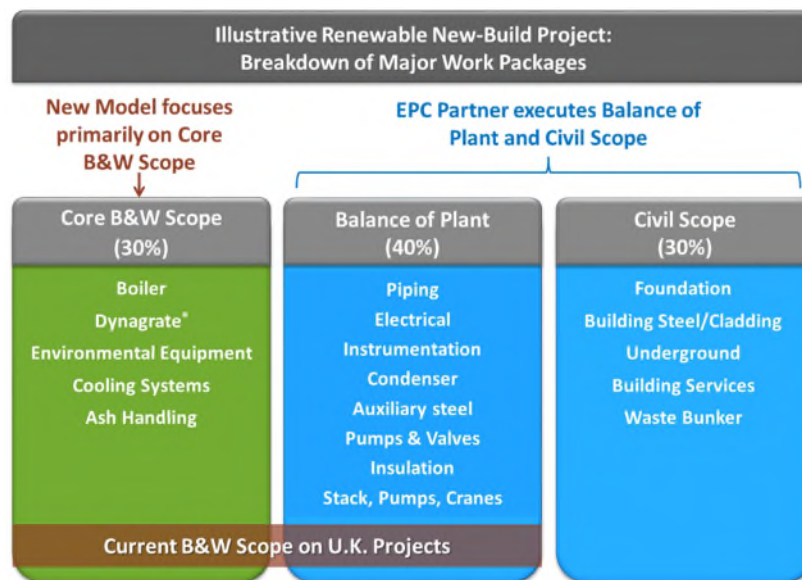 Illustrative Renewable New-Build Project:
Breakdown of Major Work Packages
New Model focuses
primarily on Core
B&W Scope
EPC Partner executes Balance of
Plant and Civil Scope
Core B&W Scope
(30%)
Boiler
Dynagrate®
Environmental Equipment
Cooling Systems
Ash Handling
Balance of Plant
(40%)
Piping
Electrical
Instrumentation
Condenser
Auxiliary steel
Pumps & Valves
Insulation
Stack, Pumps, Cranes
Civil Scope
(30%)
Foundation
Building Steel/Cladding
Underground
Building Services
Waste Bunker
Current B&W Scope on U.K. Projects